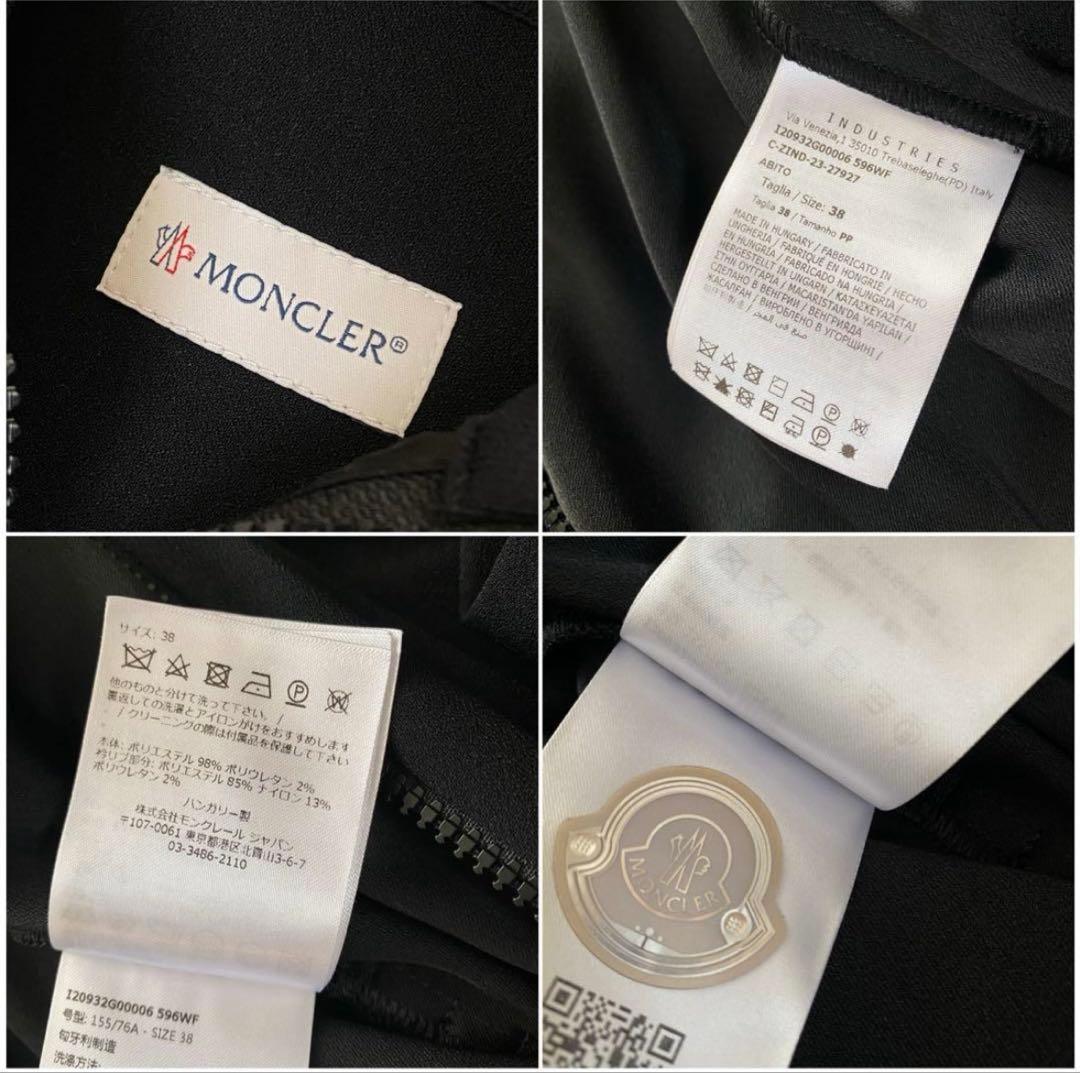 MONCLER®
INDUSTRIES
Via Venezia,1 35010 Trebaseleghe(PD) Italy
I20932G00006 596WF
C-ZIND-23-27927
ABITO
Taglia / Size: 38
Taglia 38 / Tamanho PP
MADE IN HUNGARY / FABBRICATO IN
UNGHERIA / FABRIQUÉ EN HONGRIE / HECHO
EN HUNGRÍA / FABRICADO NA HUNGRIA /
HERGESTELLT IN UNGARN / ΚΑΤΑΣΚΕΥΑΖΕΤΑΙ
ΣΤΗΝ ΟΥΓΓΑΡΙΑ / MACARISTAN'DA YAPILAN /
СДЕЛАНО В ВЕНГРИИ / ВЕНГРИЯДА
ЖАСАЛҒАН / ВИРОБЛЕНО В УГОРЩИНІ /
صنع في المجر
サイズ: 38
他のものと分けて洗って下さい。/
裏返しての洗濯とアイロンがけをおすすめします
/ クリーニングの際は付属品を保護して下さい
本体: ポリエステル 98% ポリウレタン 2%
衿リブ部分: ポリエステル 85% ナイロン 13%
ポリウレタン 2%
ハンガリー製
株式会社モンクレール ジャパン
〒107-0061 東京都港区北青山3-6-7
03-3486-2110
I20932G00006 596WF
号型: 155/76A - SIZE 38
匈牙利制造
洗涤方法:
MONCLER